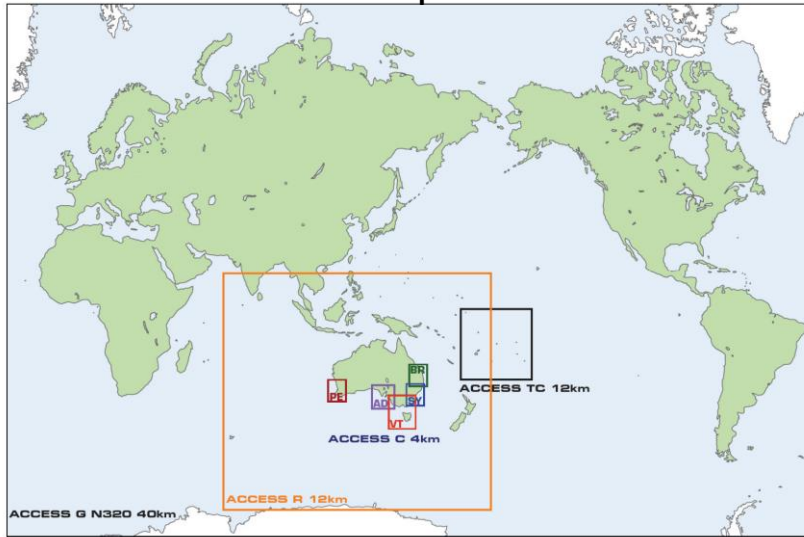 BR
ACCESS TC 12km
PE
AD
SY
VT
ACCESS C 4km
ACCESS R 12km
ACCESS G N320 40km